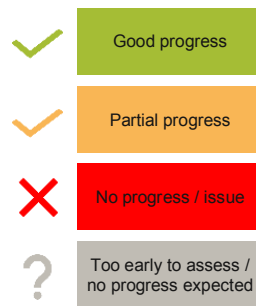 Good progress
Partial progress
No progress / issue
?
Too early to assess /
no progress expected